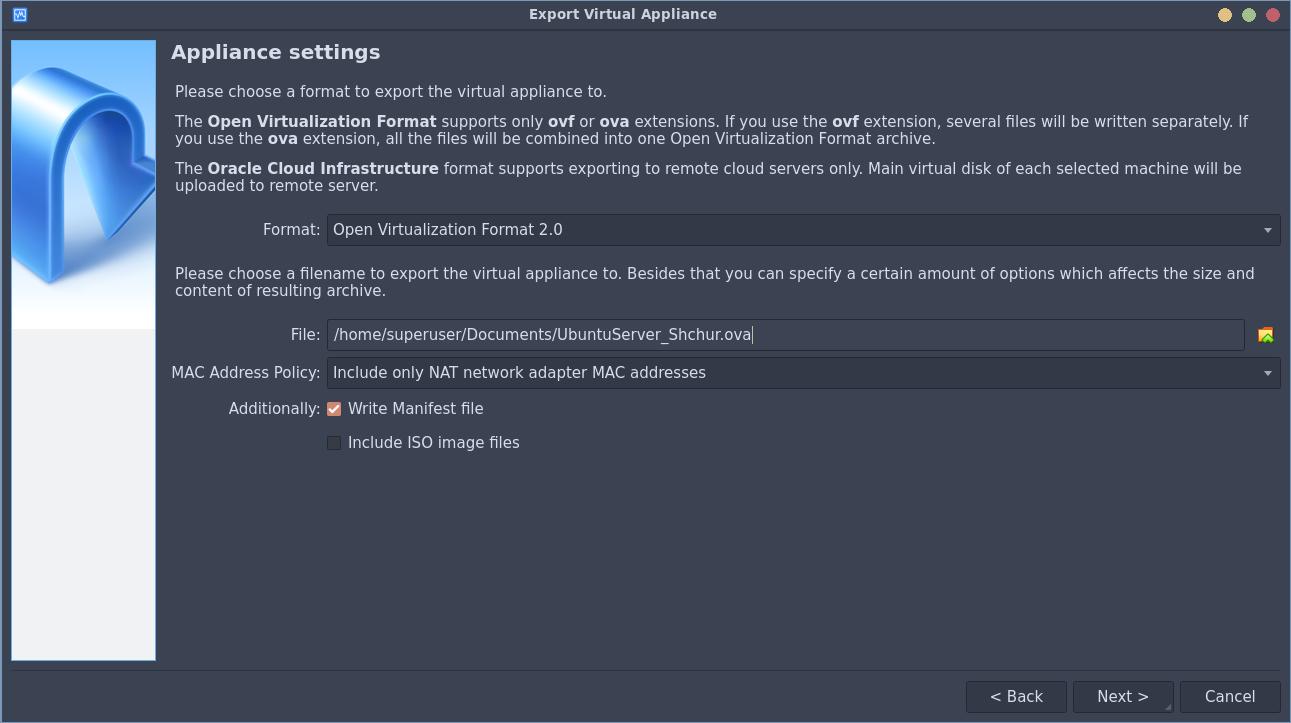 Export Virtual Appliance
Appliance settings
Please choose a format to export the virtual appliance to.
The Open Virtualization Format supports only ovf or ova extensions. If you use the ovf extension, several files will be written separately. If
you use the ova extension, all the files will be combined into one Open Virtualization Format archive.
The Oracle Cloud Infrastructure format supports exporting to remote cloud servers only. Main virtual disk of each selected machine will be
uploaded to remote server.
Format: Open Virtualization Format 2.0
Please choose a filename to export the virtual appliance to. Besides that you can specify a certain amount of options which affects the size and
content of resulting archive.
File: /home/superuser/Documents/UbuntuServer_Shchur.ova
MAC Address Policy: Include only NAT network adapter MAC addresses
Additionally: Write Manifest file
Include ISO image files
< Back Next > Cancel